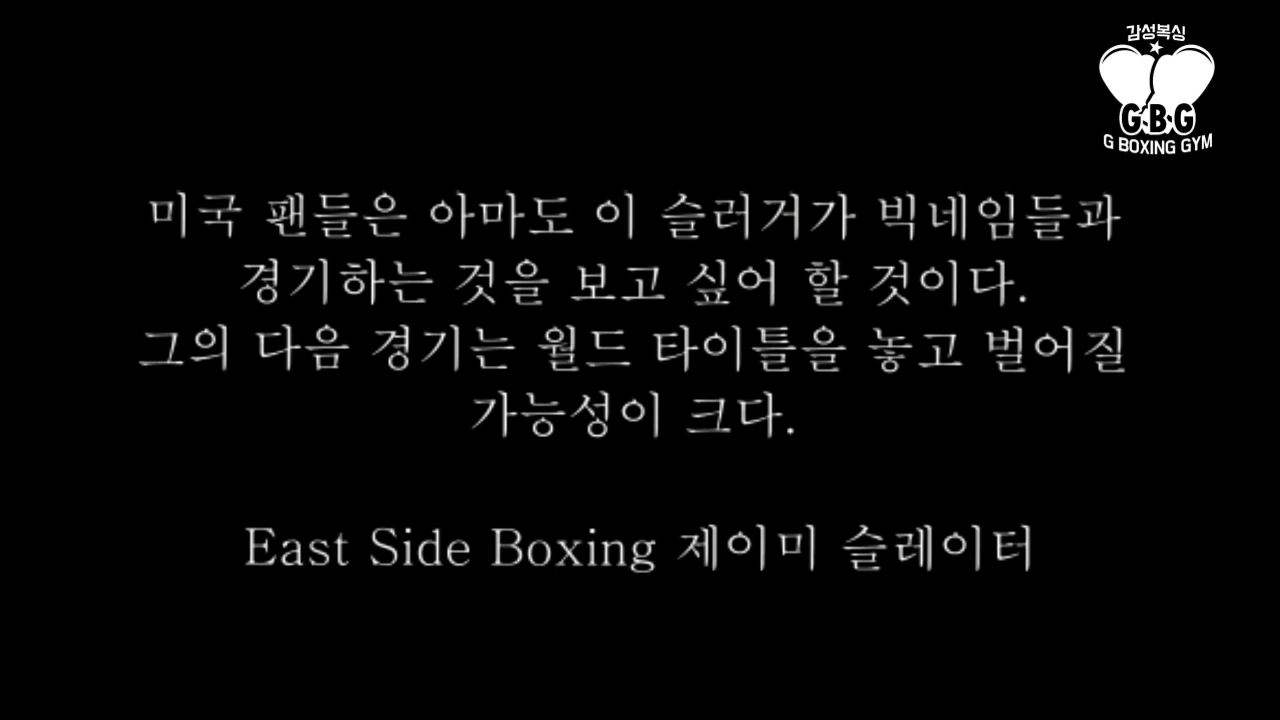 감성복싱
G·B·G
G BOXING GYM
미국 팬들은 아마도 이 슬러거가 빅네임들과
경기하는 것을 보고 싶어 할 것이다.
그의 다음 경기는 월드 타이틀을 놓고 벌어질
가능성이 크다.
East Side Boxing 제이미 슬레이터